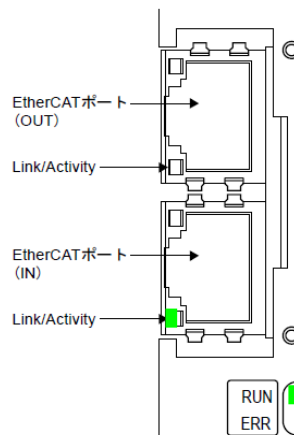 EtherCATポート
（OUT）
Link/Activity
EtherCATポート
（IN）
Link/Activity
RUN
ERR